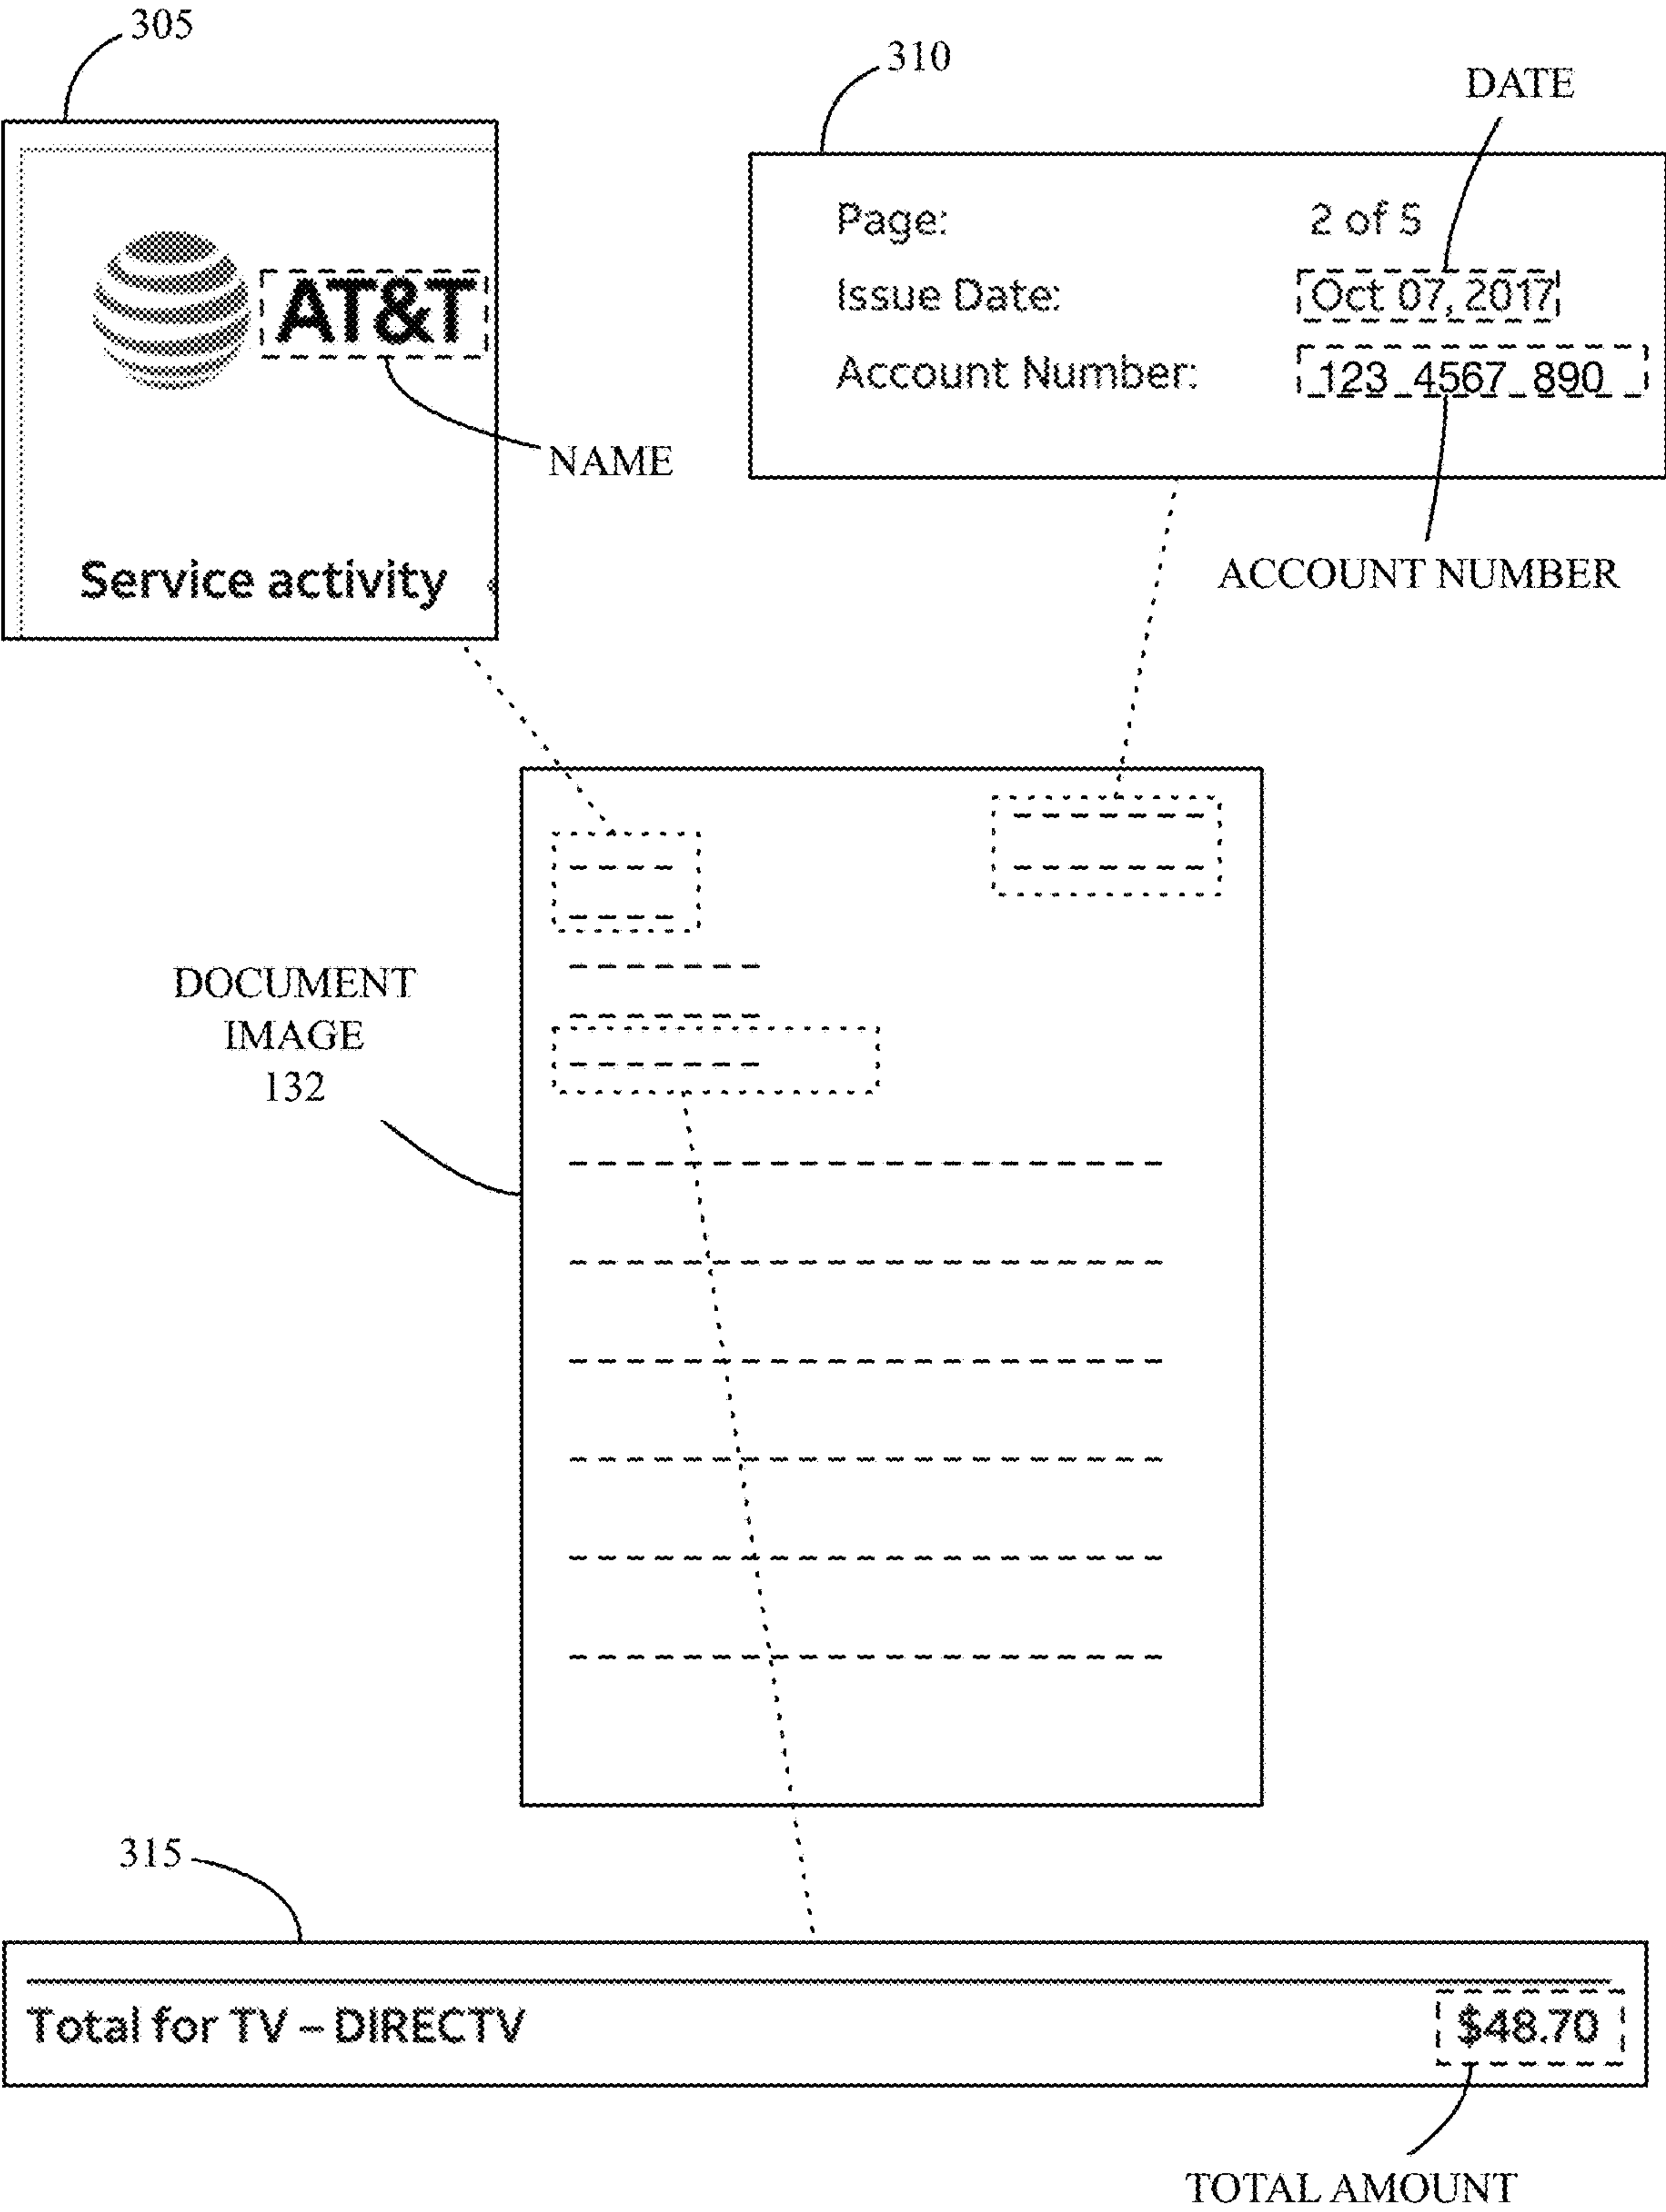 305
310
DATE
Page: 2 of 5
Issue Date: Oct 07, 2017
Account Number: 123 4567 890
AT&T
NAME
Service activity
ACCOUNT NUMBER
DOCUMENT
IMAGE
132
315
Total for TV – DIRECTV $48.70
TOTAL AMOUNT